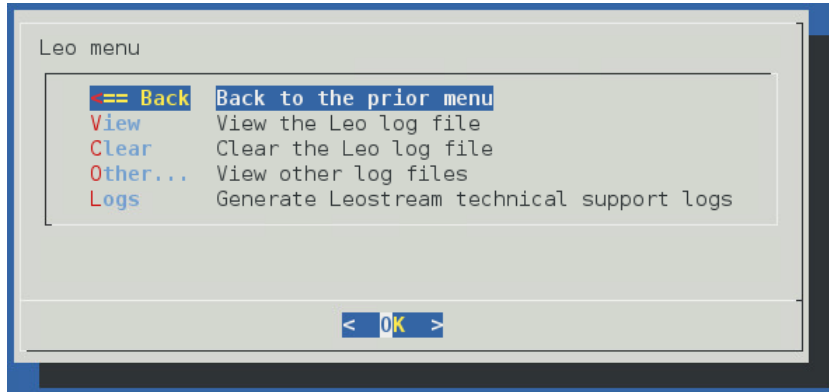 Leo menu
<== Back Back to the prior menu
View View the Leo log file
Clear Clear the Leo log file
Other... View other log files
Logs Generate Leostream technical support logs
< OK >